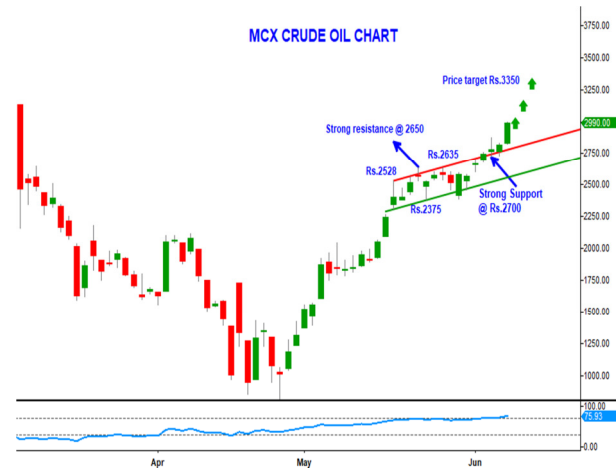 MCX CRUDE OIL CHART
3750.00
3500.00
Price target Rs.3350
3250.00
2990.00
Strong resistance @ 2650
2750.00
Rs.2528
Rs.2635
2500.00
Strong Support
@ Rs.2700
Rs.2375
2250.00
2000.00
1750.00
1500.00
1250.00
1000.00
100.00
75.93
0.00
Apr
May
Jun